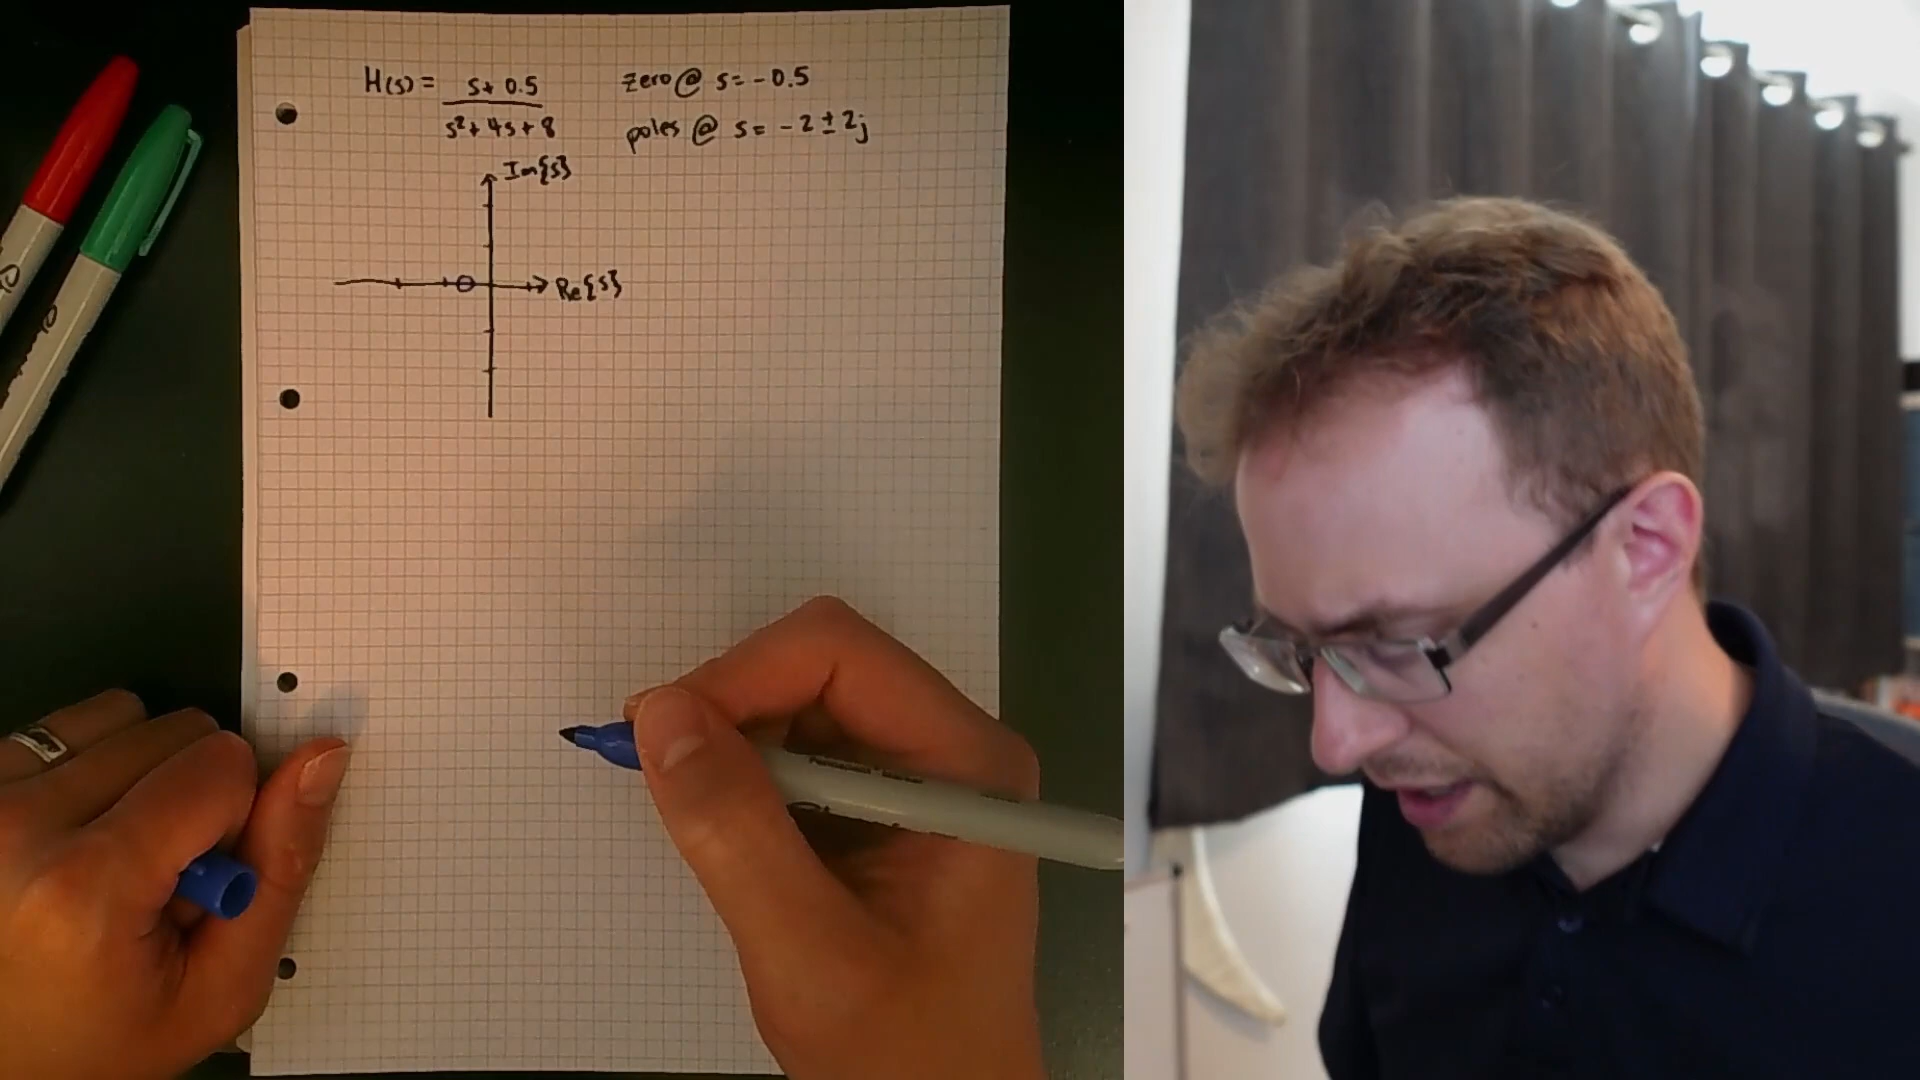 H(s) = s+ 0.5 / s²+ 4s+ 8
zero @ s= -0.5
poles @ s= -2 ± 2j
Im{s}
Re{s}